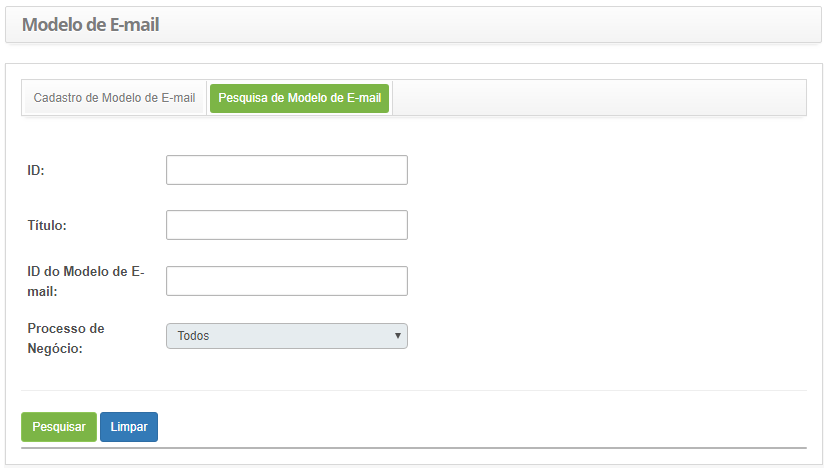 Modelo de E-mail
Cadastro de Modelo de E-mail
Pesquisa de Modelo de E-mail
ID:
Título:
ID do Modelo de E-
mail:
Processo de
Negócio:
Todos
Pesquisar
Limpar